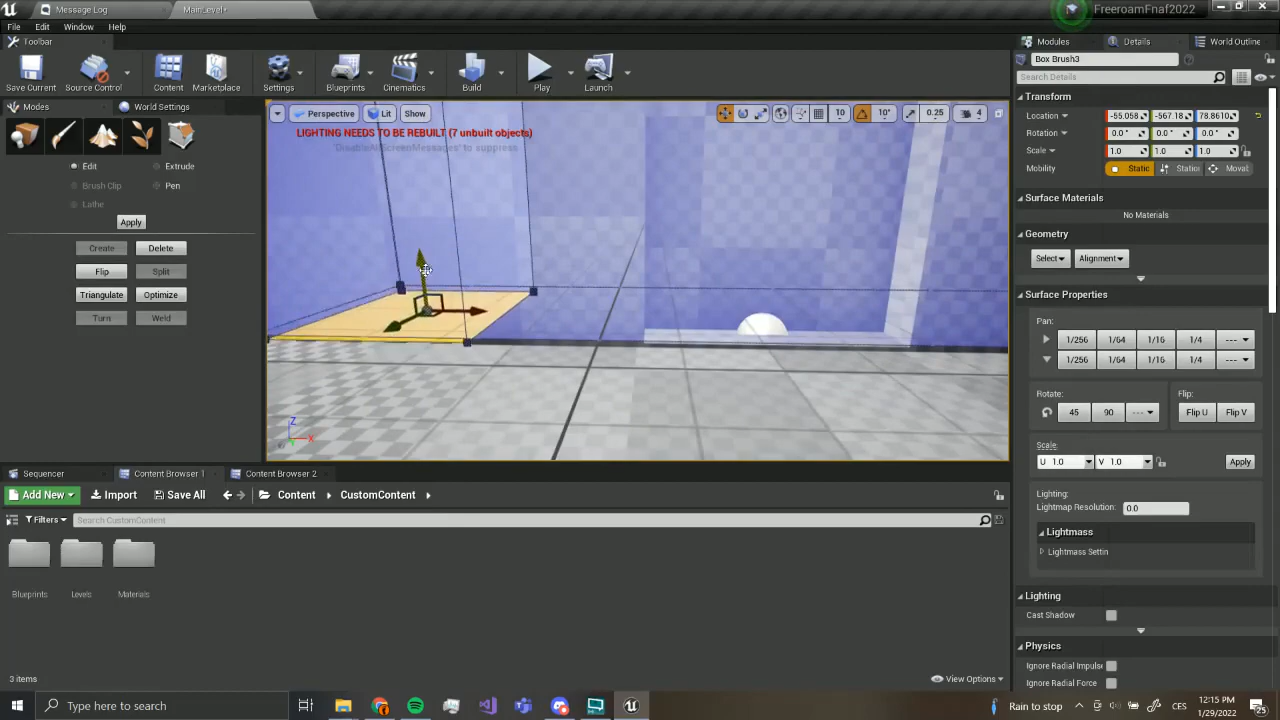 Message Log
MainLevel•
FreeroamFnaf2022
File Edit Window Help
Toolbar
Modules Details World Outline
Save Current Source Control Content Marketplace Settings Blueprints Cinematics Build Play Launch
Box Brush3
Search Details
Modes World Settings
Transform
Location -55.058 -567.18 78.8610
Rotation 0.0 ° 0.0 ° 0.0 °
Scale 1.0 1.0 1.0
Mobility Static Station Movat
Perspective Lit Show 10 10° 0.25 4
LIGHTING NEEDS TO BE REBUILT (7 unbuilt objects)
'DisableAllScreenMessages' to suppress
Edit Extrude
Brush Clip Pen
Lathe
Apply
Create Delete
Flip Split
Triangulate Optimize
Turn Weld
Surface Materials
No Materials
Geometry
Select Alignment
Surface Properties
Pan:
1/256 1/64 1/16 1/4 ---
1/256 1/64 1/16 1/4 ---
Rotate: Flip:
45 90 --- Flip U Flip V
Scale:
U 1.0 V 1.0 Apply
Lighting:
Lightmap Resolution: 0.0
Lightmass
Lightmass Settin
Lighting
Cast Shadow
Physics
Ignore Radial Impulse
Ignore Radial Force
Z
X
Sequencer Content Browser 1 Content Browser 2
Add New Import Save All Content CustomContent
Filters Search CustomContent
Blueprints Levels Materials
3 items View Options
Type here to search
Rain to stop CES 12:15 PM
1/29/2022
25